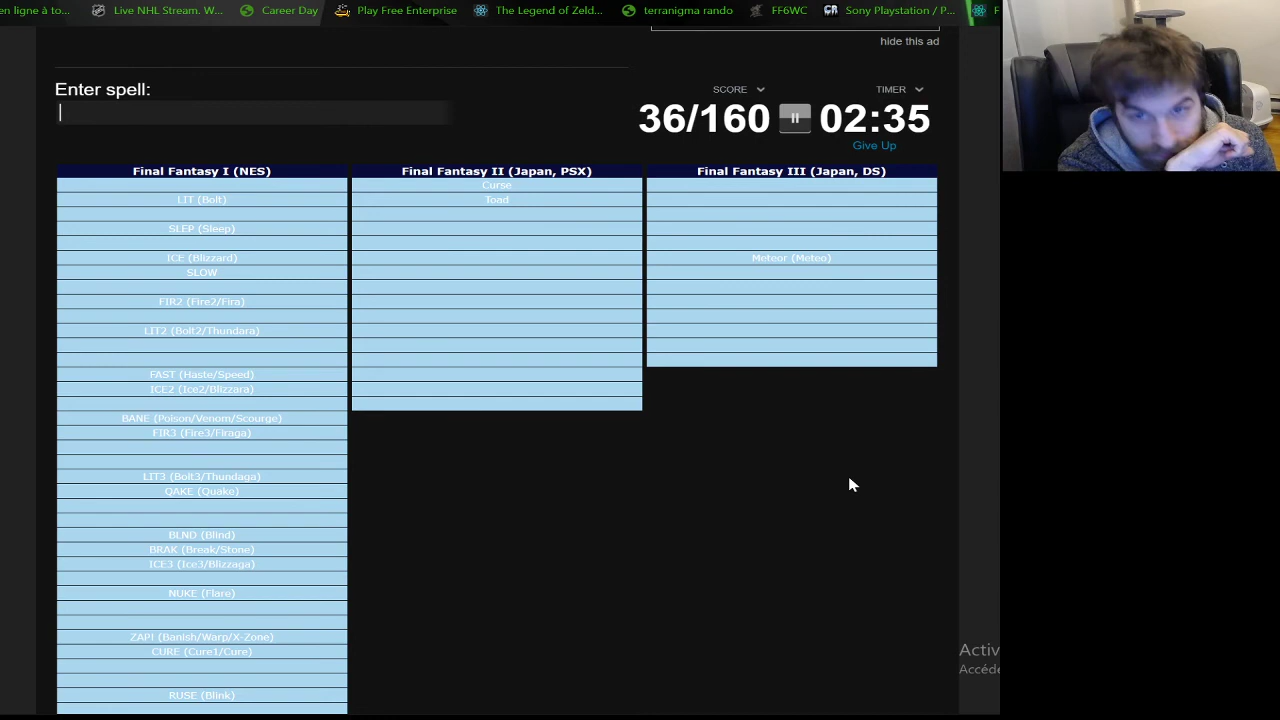 en ligne à to...
Live NHL Stream. W...
Career Day
Play Free Enterprise
The Legend of Zeld...
terranigma rando
FF6WC
Sony Playstation / P...
F
hide this ad
Enter spell:
SCORE
TIMER
36/160
02:35
Give Up
Final Fantasy I (NES)
LIT (Bolt)
SLEP (Sleep)
ICE (Blizzard)
SLOW
FIR2 (Fire2/Fira)
LIT2 (Bolt2/Thundara)
FAST (Haste/Speed)
ICE2 (Ice2/Blizzara)
BANE (Poison/Venom/Scourge)
FIR3 (Fire3/Firaga)
LIT3 (Bolt3/Thundaga)
QAKE (Quake)
BLND (Blind)
BRAK (Break/Stone)
ICE3 (Ice3/Blizzaga)
NUKE (Flare)
ZAP! (Banish/Warp/X-Zone)
CURE (Cure1/Cure)
RUSE (Blink)
Final Fantasy II (Japan, PSX)
Curse
Toad
Final Fantasy III (Japan, DS)
Meteor (Meteo)
Activ
Accéde